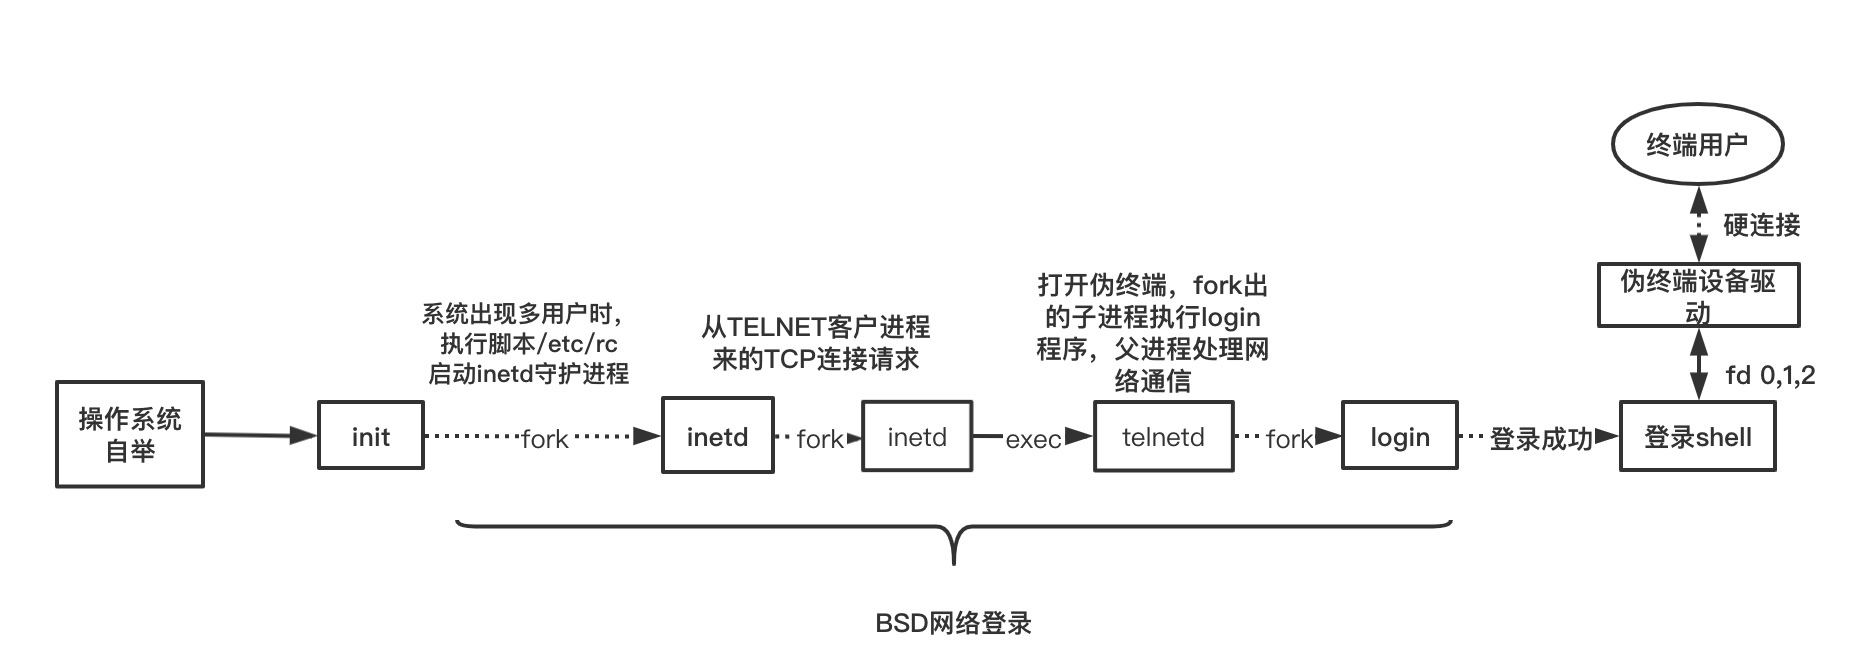 终端用户
硬连接
伪终端设备驱
动
fd 0,1,2
系统出现多用户时，
执行脚本/etc/rc
启动inetd守护进程
从TELNET客户进程
来的TCP连接请求
打开伪终端，fork出
的子进程执行login
程序，父进程处理网
络通信
操作系统
自举
init
fork
inetd
fork
inetd
exec
telnetd
fork
login
登录成功
登录shell
BSD网络登录